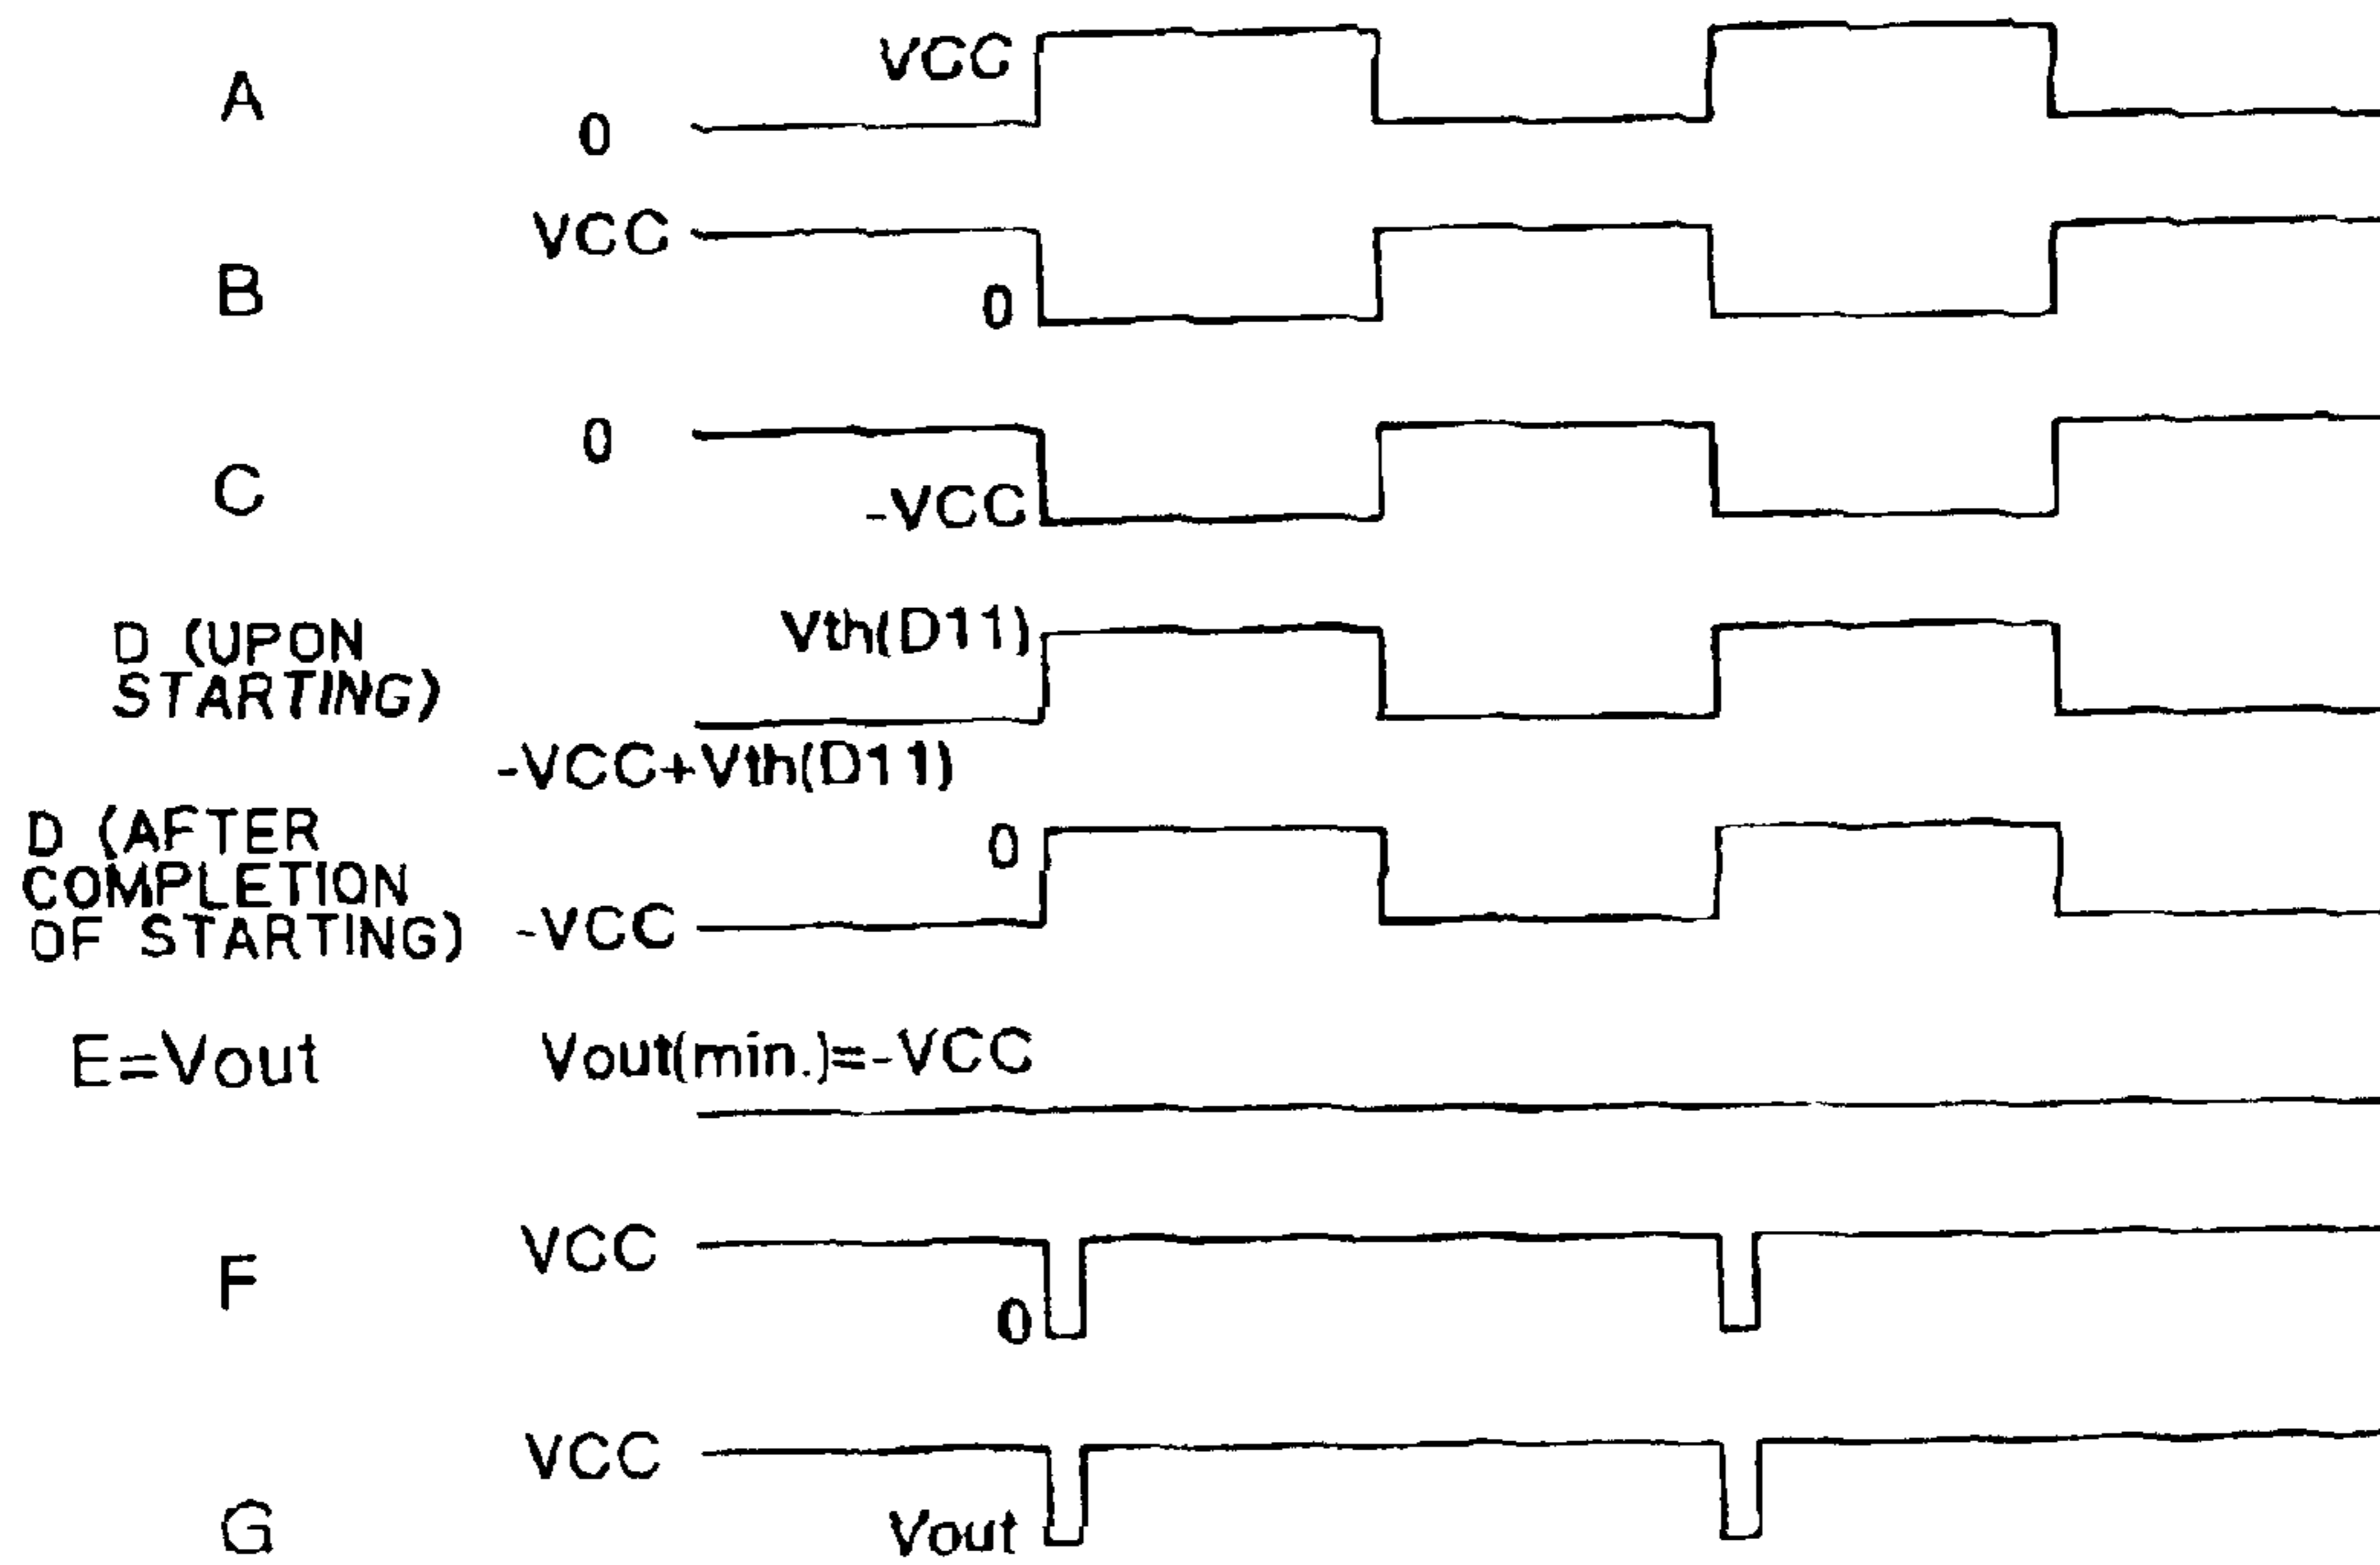 A
VCC
0
B
VCC
0
C
0
-VCC
D (UPON
STARTING)
Vth(D11)
-VCC+Vth(D11)
D (AFTER
COMPLETION
OF STARTING)
0
-VCC
E=Vout
Vout(min.)=-VCC
F
VCC
0
G
VCC
Vout